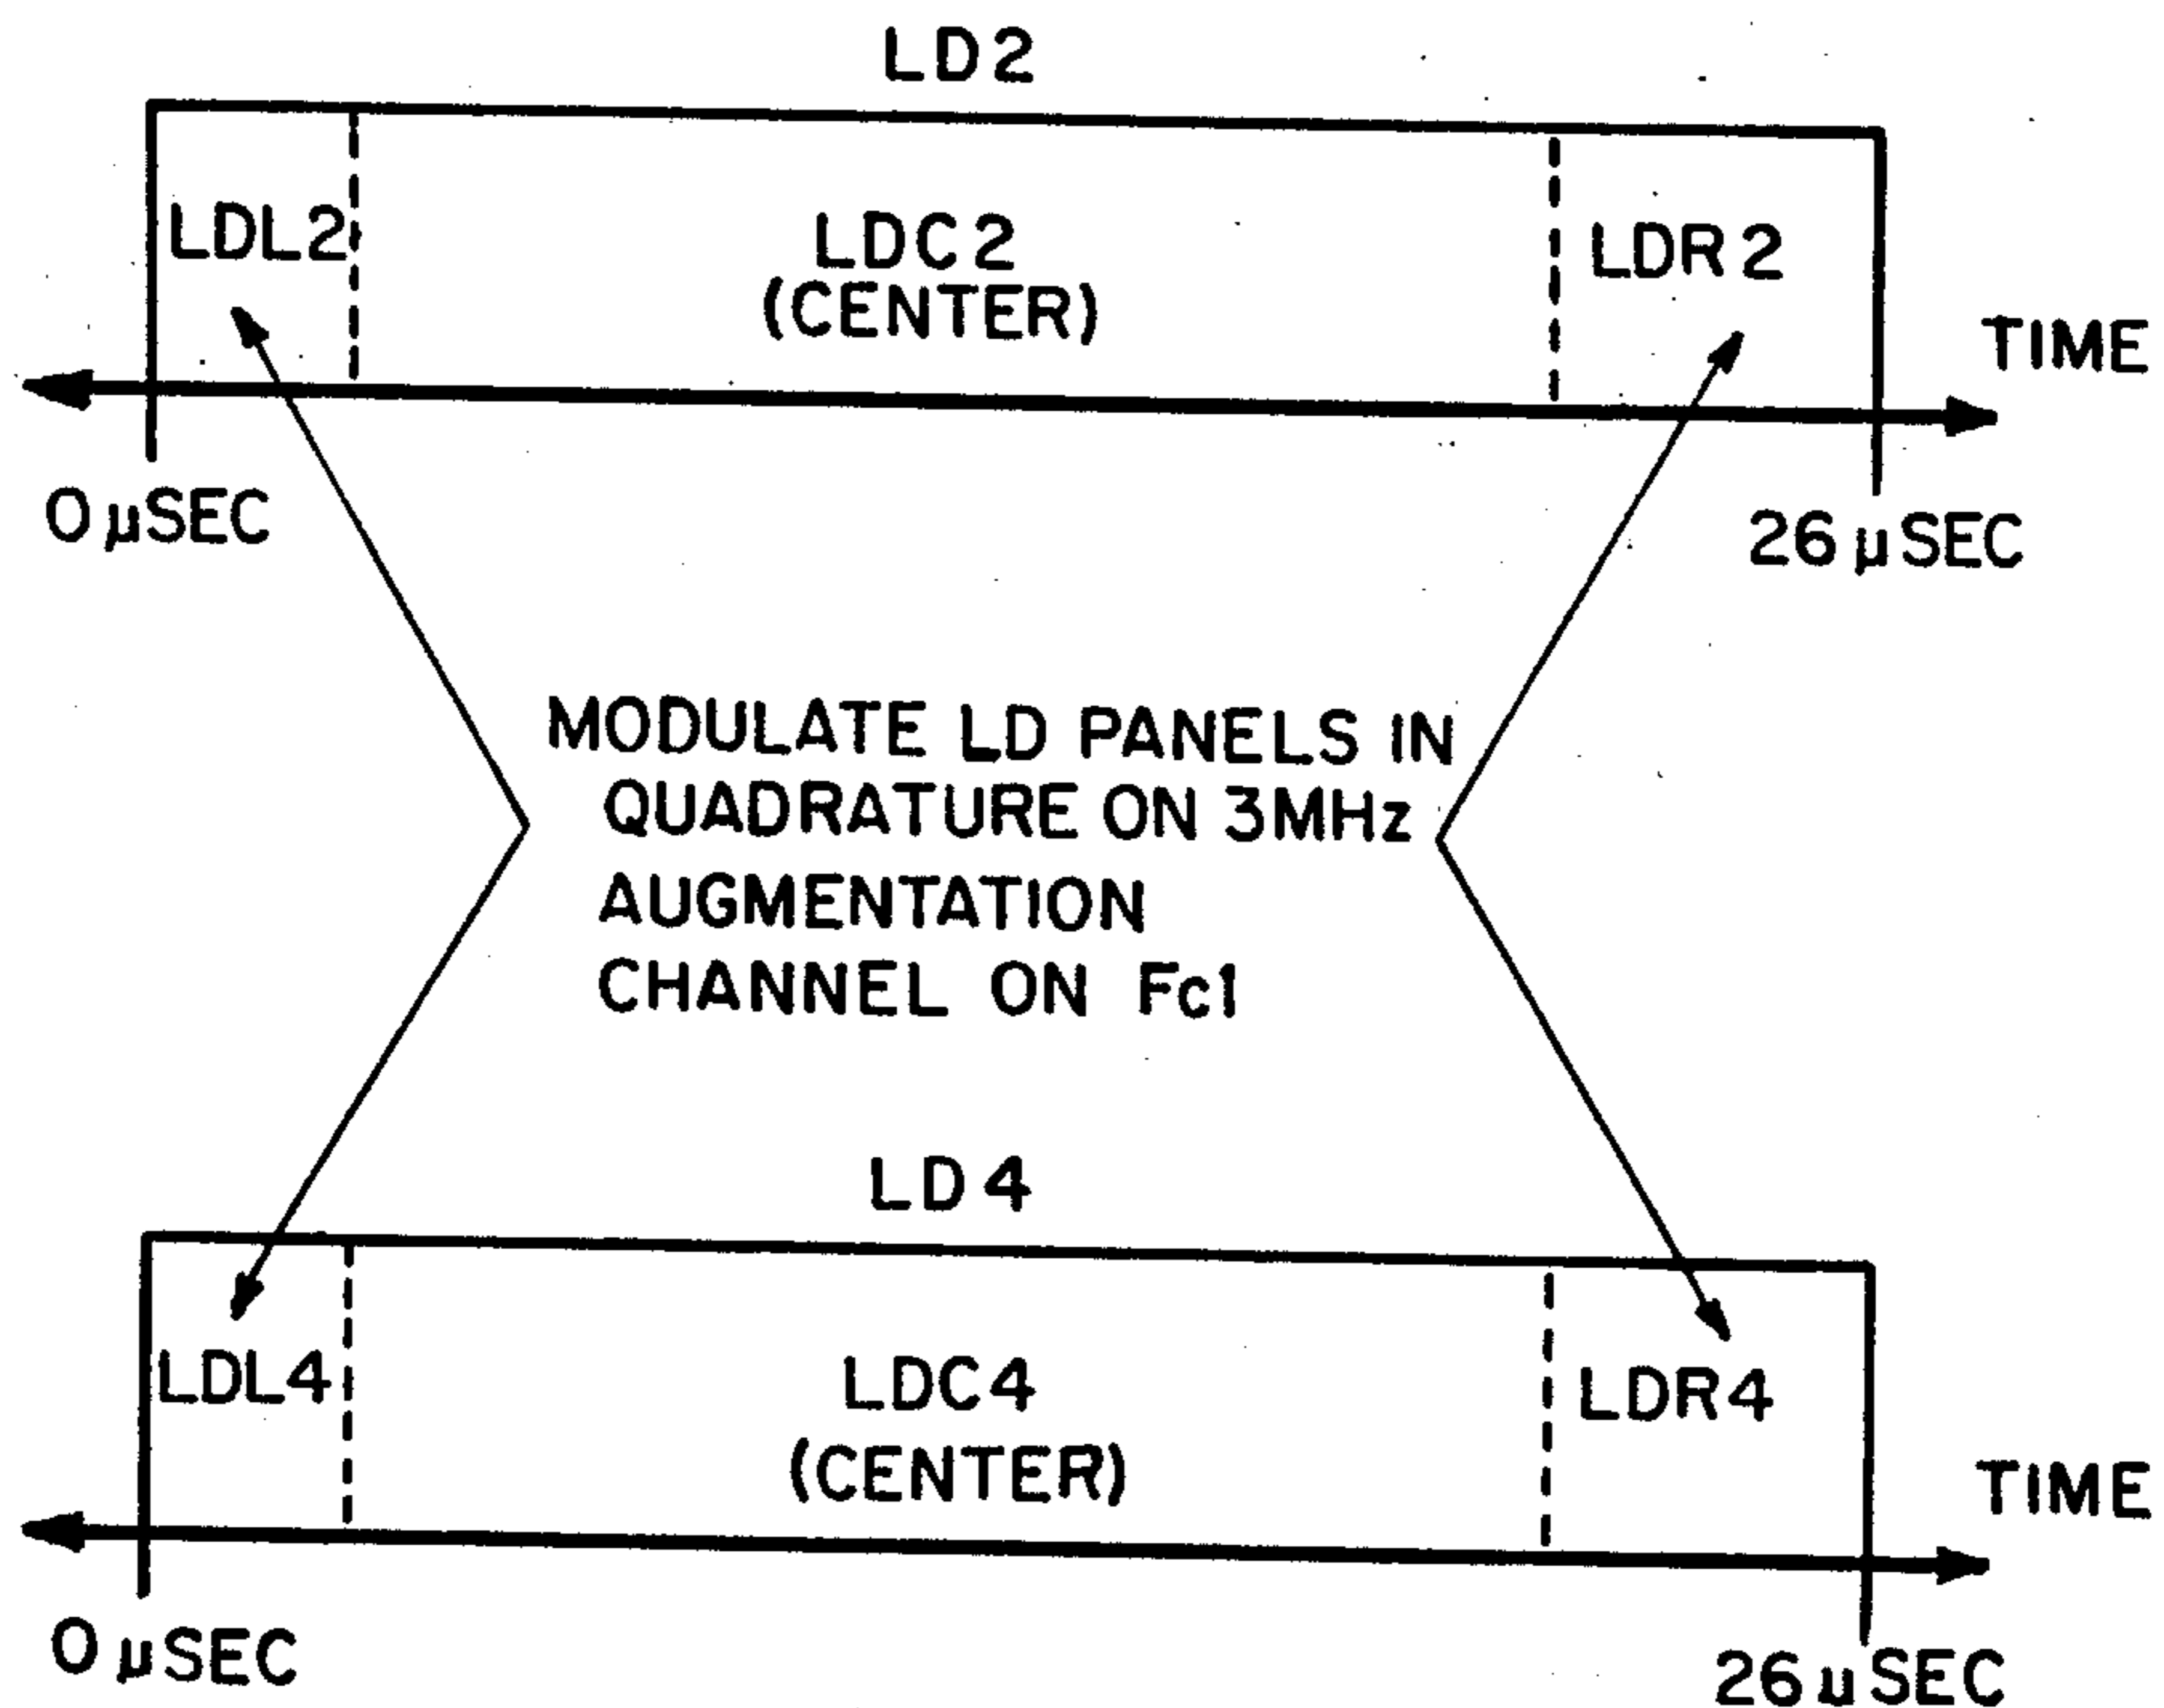 LD2
LDL2
LDC2
(CENTER)
LDR2
TIME
0 µSEC
26 µSEC
MODULATE LD PANELS IN
QUADRATURE ON 3MHz
AUGMENTATION
CHANNEL ON Fc1
LD4
LDL4
LDC4
(CENTER)
LDR4
TIME
0 µSEC
26 µSEC